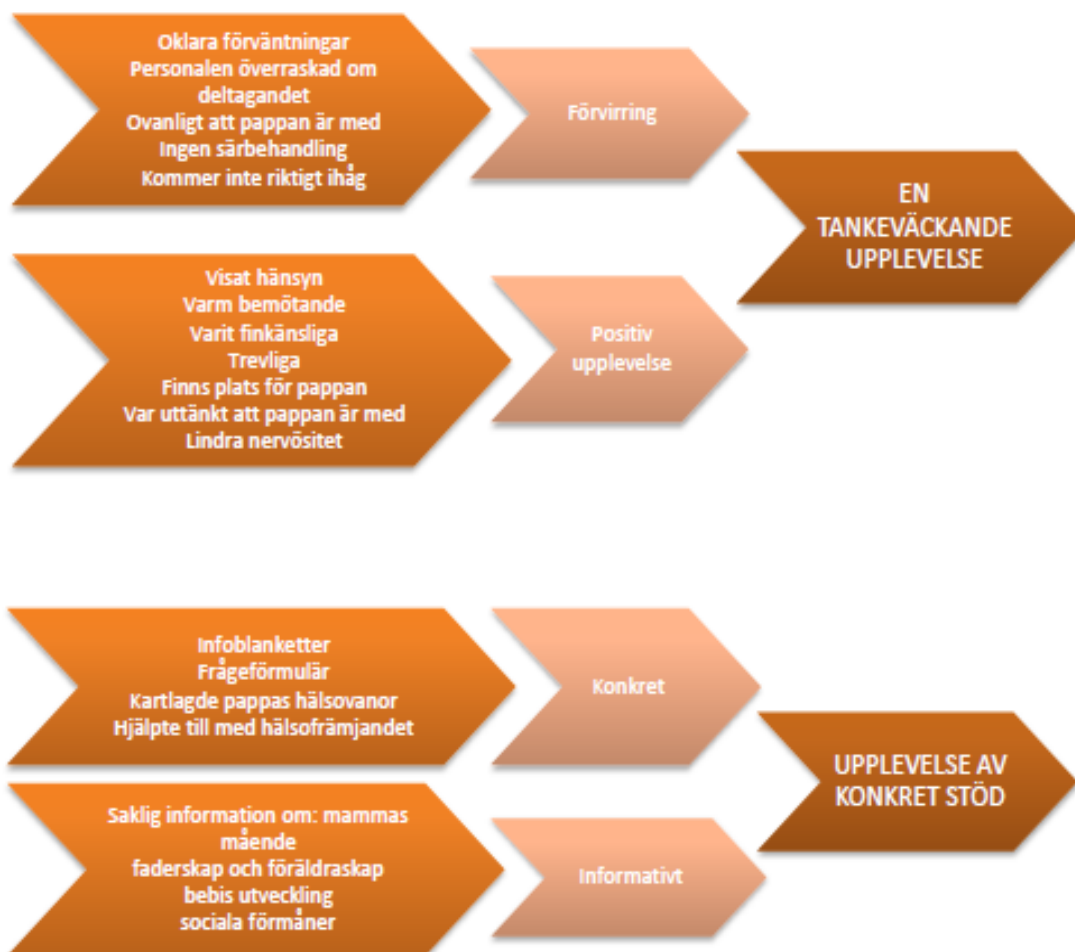 Oklara förväntningar
Personalen överraskad om
deltagandet
Ovanligt att pappan är med
Ingen särbehandling
Kommer inte riktigt ihåg
Förvirring
Visat hänsyn
Varm bemötande
Varit finkänsliga
Trevliga
Finns plats för pappan
Var uttänkt att pappan är med
Lindra nervösitet
Positiv
upplevelse
EN
TANKEVÄCKANDE
UPPLEVELSE
Infoblanketter
Frågeformulär
Kartlagde pappas hälsovanor
Hjälpte till med hälsofrämjandet
Konkret
Saklig information om: mammas
mående
faderskap och föräldraskap
bebis utveckling
sociala förmåner
Informativt
UPPLEVELSE AV
KONKRET STÖD